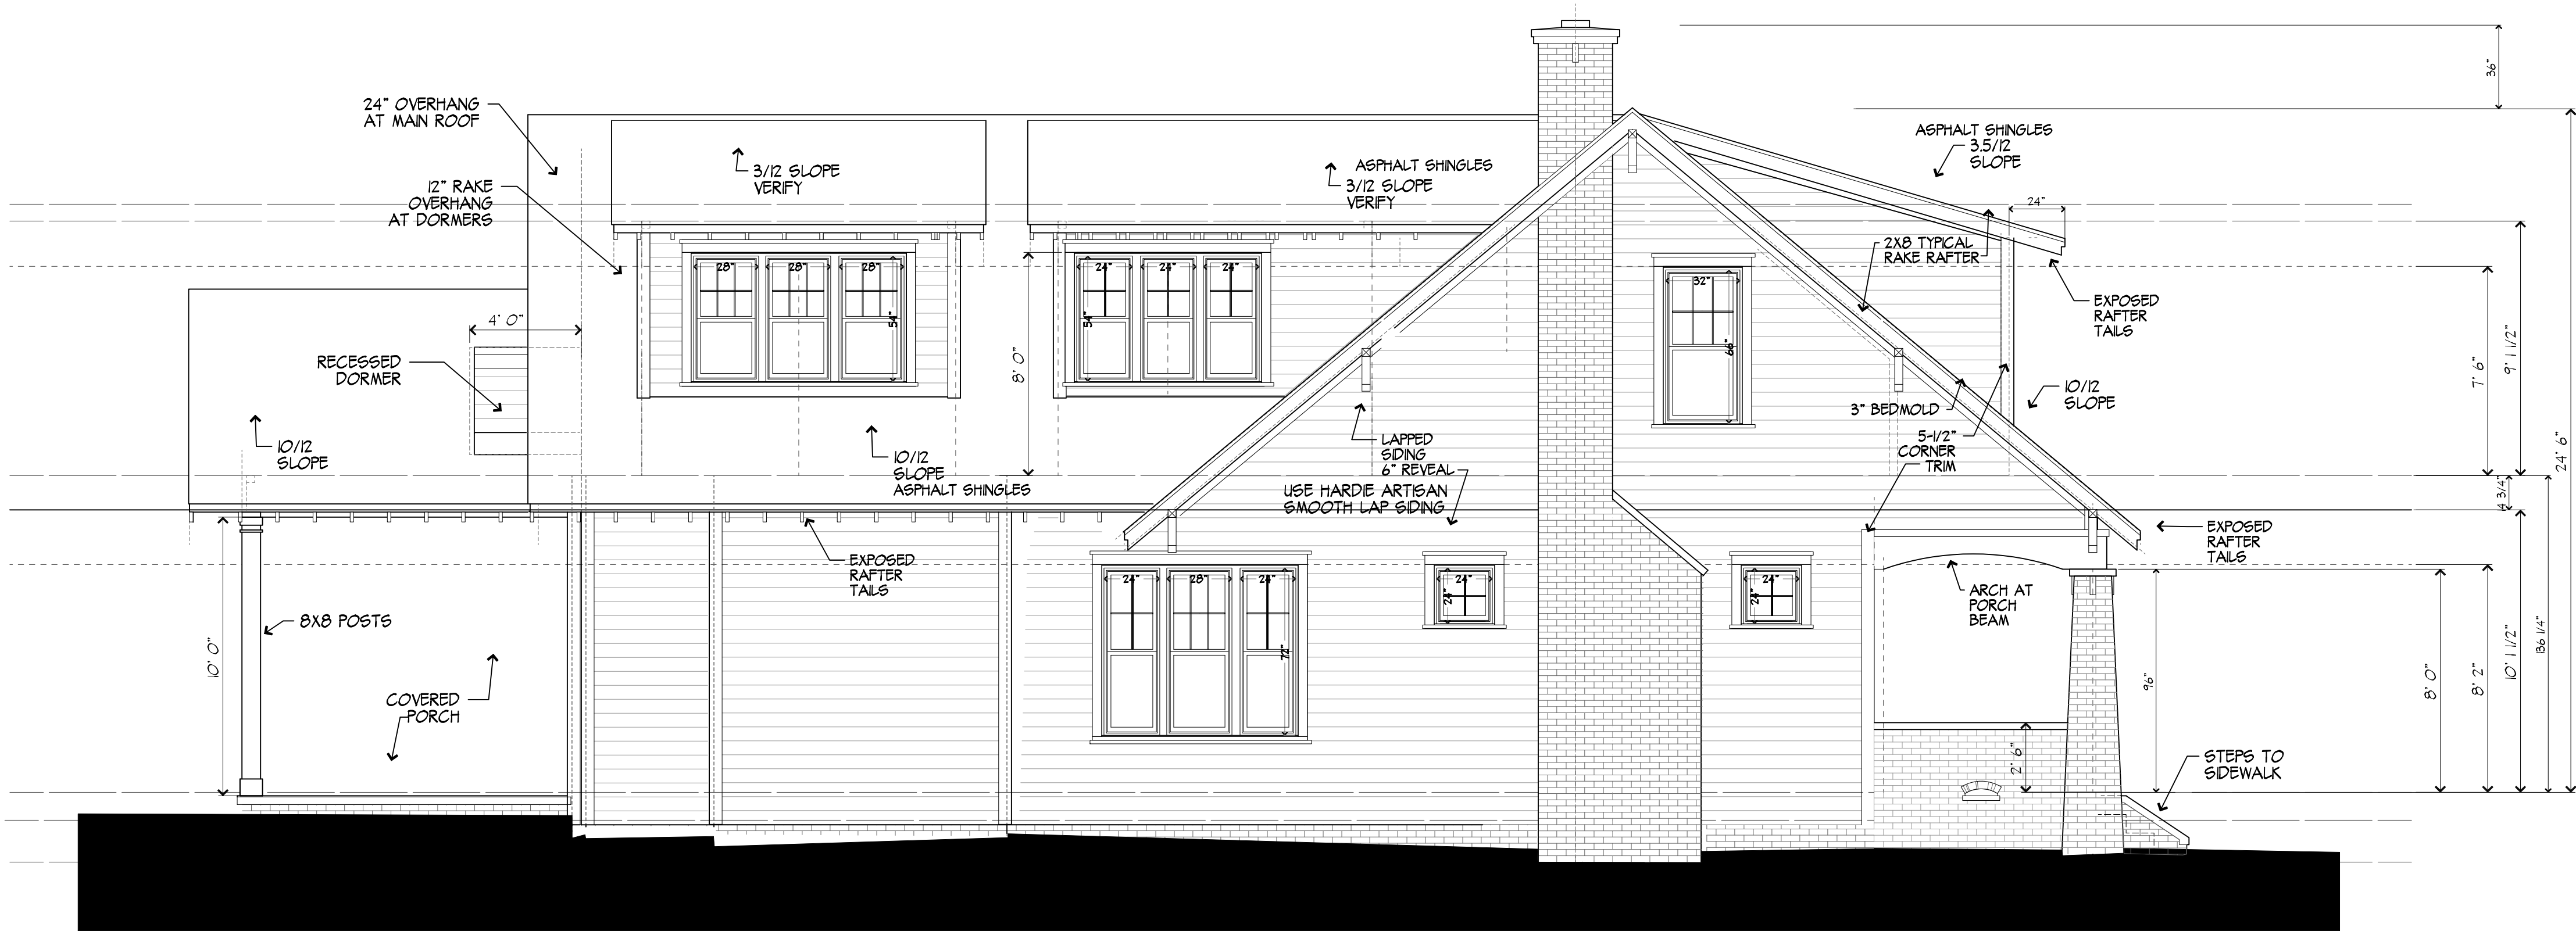 36"
24" OVERHANG
AT MAIN ROOF
ASPHALT SHINGLES
3.5/12
SLOPE
3/12 SLOPE
VERIFY
ASPHALT SHINGLES
3/12 SLOPE
VERIFY
12" RAKE
OVERHANG
AT DORMERS
24"
2X8 TYPICAL
RAKE RAFTER
28"
28"
28"
54"
24"
24"
24"
54"
32"
66"
EXPOSED
RAFTER
TAILS
4' 0"
8' 0"
7' 6"
9' 1 1/2"
24' 6"
RECESSED
DORMER
10/12
SLOPE
3" BEDMOLD
10/12
SLOPE
10/12
SLOPE
ASPHALT SHINGLES
LAPPED
SIDING
6" REVEAL
USE HARDIE ARTISAN
SMOOTH LAP SIDING
5-1/2"
CORNER
TRIM
EXPOSED
RAFTER
TAILS
EXPOSED
RAFTER
TAILS
24"
28"
24"
72"
24"
24"
24"
24"
ARCH AT
PORCH
BEAM
8X8 POSTS
10' 0"
COVERED
PORCH
96"
8' 0"
8' 2"
10' 1 1/2"
136 1/4"
2' 6"
STEPS TO
SIDEWALK